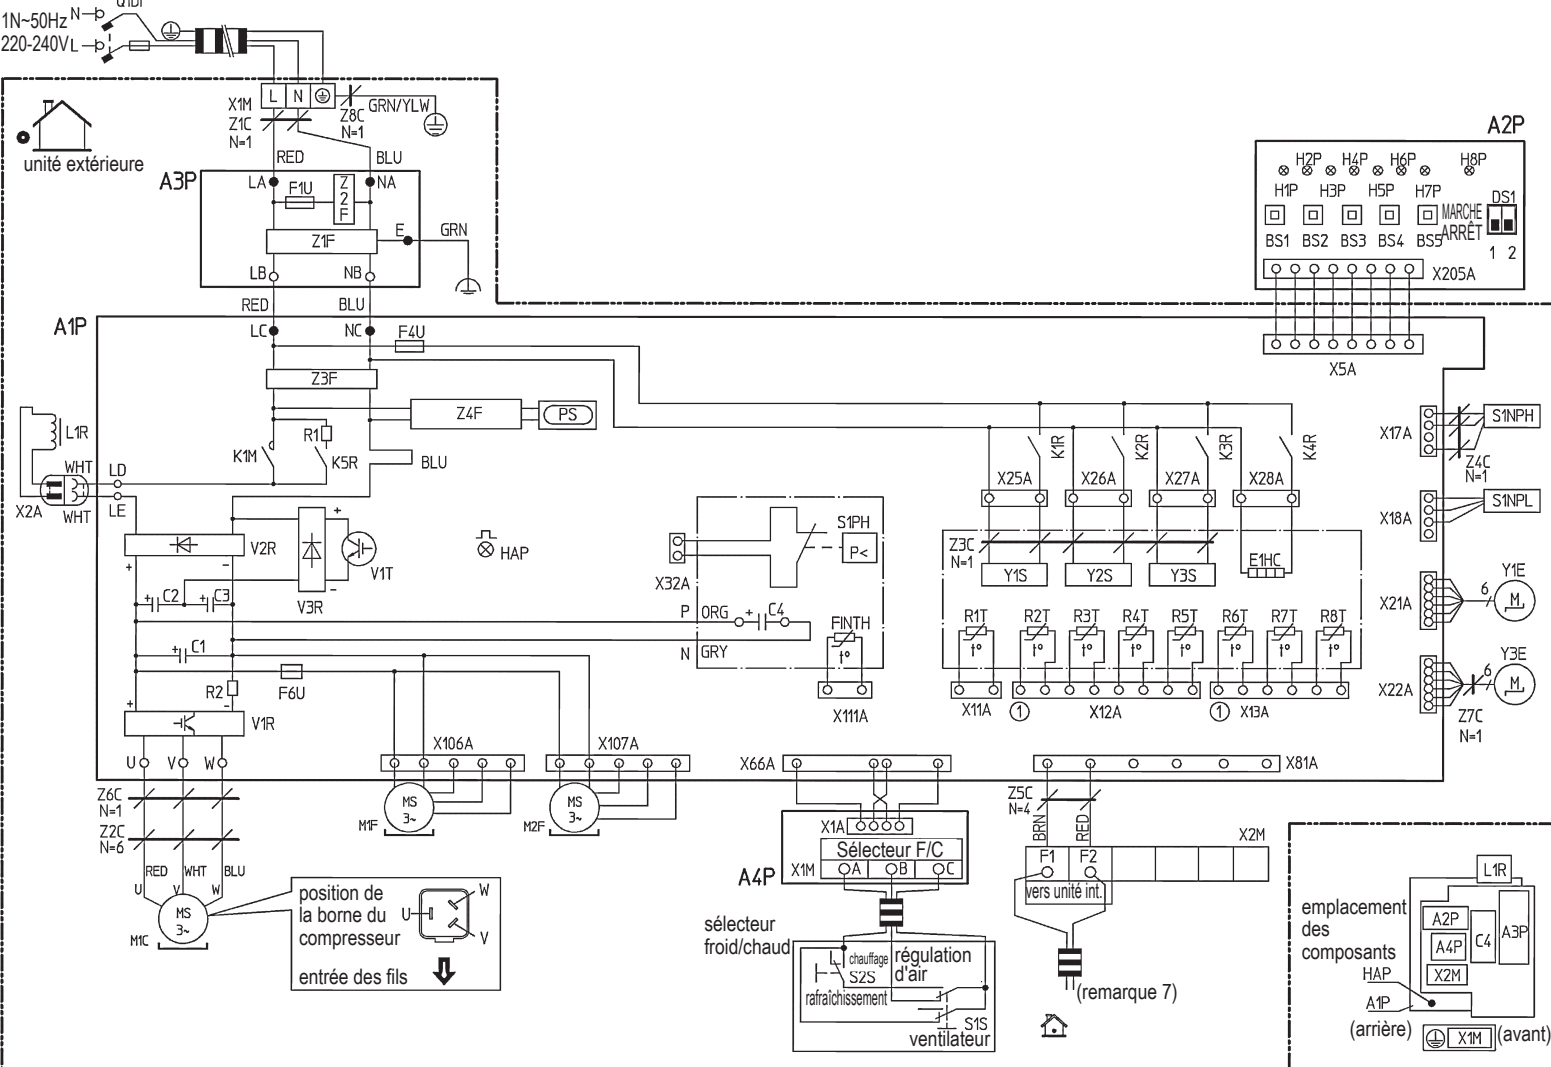 Q1DI
1N~50Hz N
220-240V L
X1M L N
Z1C
N=1
Z8C
N=1
GRN/YLW
unité extérieure
RED BLU
A3P
LA F1U Z2F NA
Z1F E GRN
LB NB
RED BLU
A1P
LC NC F4U
Z3F
Z4F PS
R1
K1M K5R BLU
L1R
WHT LD
X2A
WHT LE
V2R
+ -
V3R
+ -
V1T
HAP
+ C2 + C3
+ C1
F6U
R2
+ -
V1R
U V W
Z6C
N=1
Z2C
N=6
RED WHT BLU
U V W
MS
3~
M1C
position de
la borne du
compresseur
entrée des fils
U W V
X106A
MS
3~
M1F
X107A
MS
3~
M2F
X32A
S1PH
P<
P ORG + C4
N GRY
FINTH
t°
X111A
K1R K2R K3R K4R
X25A X26A X27A X28A
Z3C
N=1
Y1S Y2S Y3S E1HC
R1T R2T R3T R4T R5T R6T R7T R8T
t° t° t° t° t° t° t° t°
X11A 1 X12A 1 X13A
A2P
H2P H4P H6P H8P
H1P H3P H5P H7P
DS1
MARCHE
ARRÊT
BS1 BS2 BS3 BS4 BS5
1 2
X205A
X5A
X17A S1NPH
Z4C
N=1
X18A S1NPL
X21A 6 Y1E
M
X22A 6 Y3E
M
Z7C
N=1
X66A
X1A
Sélecteur F/C
A4P
X1M A B C
sélecteur
froid/chaud
chauffage
S2S
rafraîchissement
régulation
d'air
S1S
ventilateur
X81A
Z5C
N=4
BRN RED
X2M
F1 F2
vers unité int.
(remarque 7)
emplacement
des
composants
L1R
A2P
A4P
C4
A3P
X2M
HAP
A1P
(arrière)
X1M (avant)